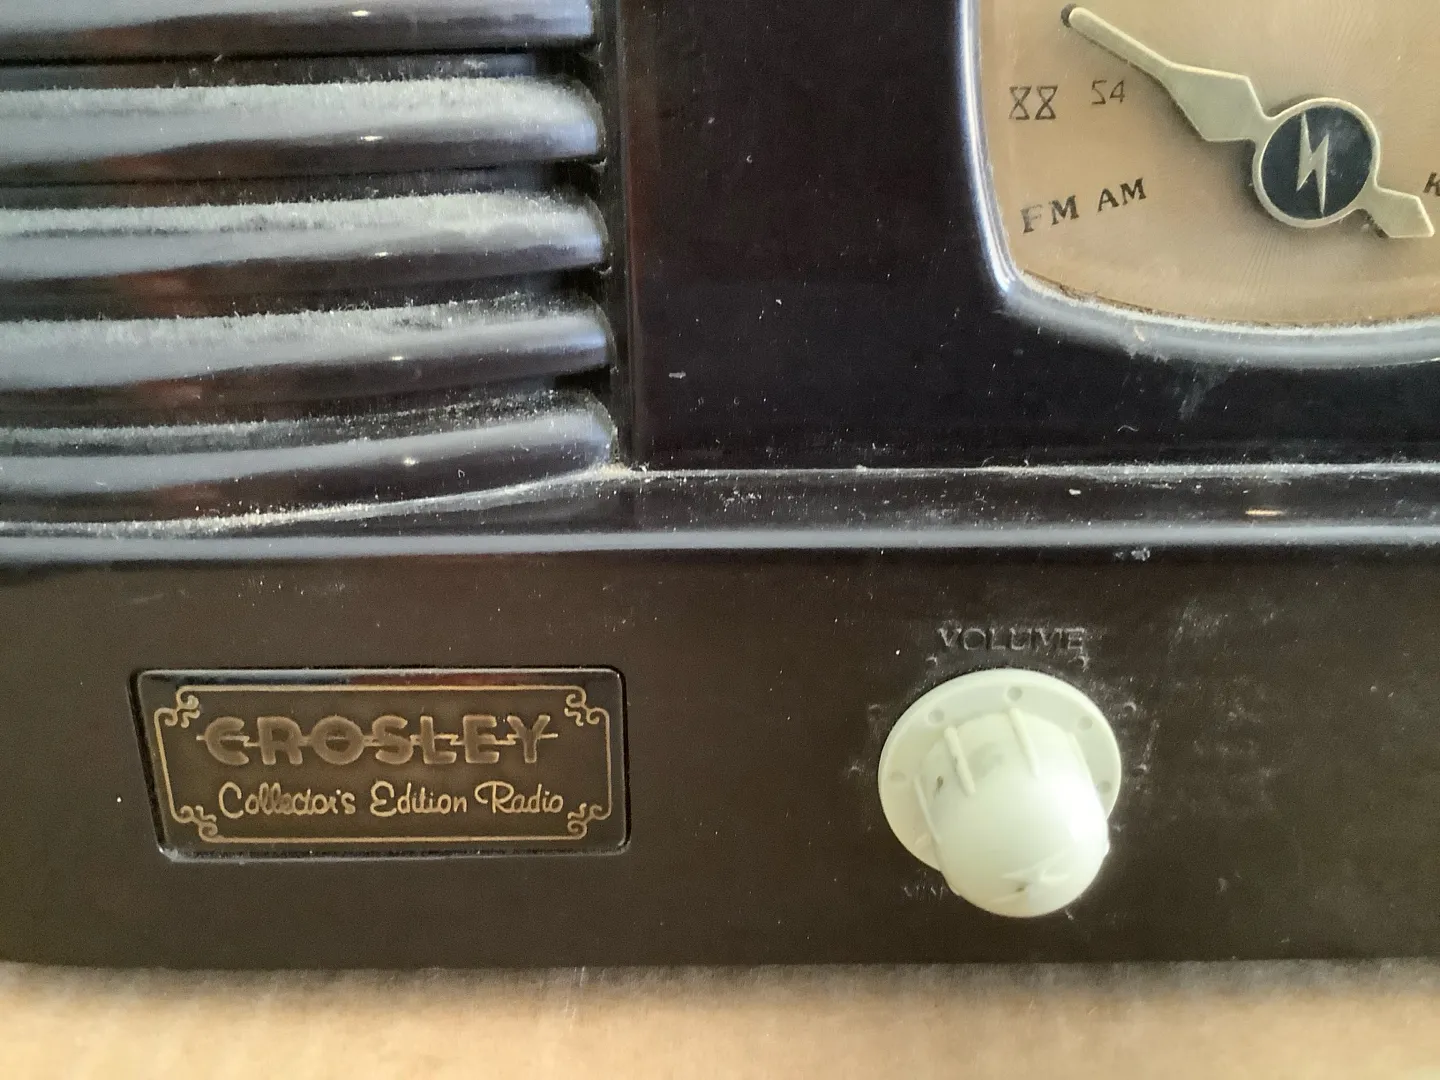 88 54
FM AM
K
VOLUME
CROSLEY
Collector's Edition Radio